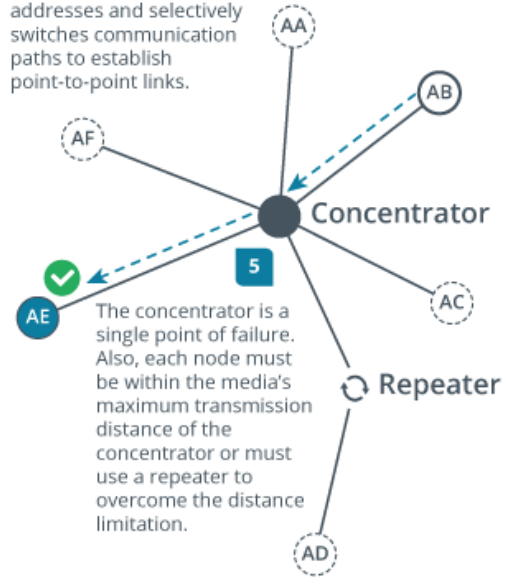 addresses and selectively
switches communication
paths to establish
point-to-point links.
AA
AB
AF
Concentrator
5
AE
AC
The concentrator is a
single point of failure.
Also, each node must
be within the media's
maximum transmission
distance of the
concentrator or must
use a repeater to
overcome the distance
limitation.
Repeater
AD